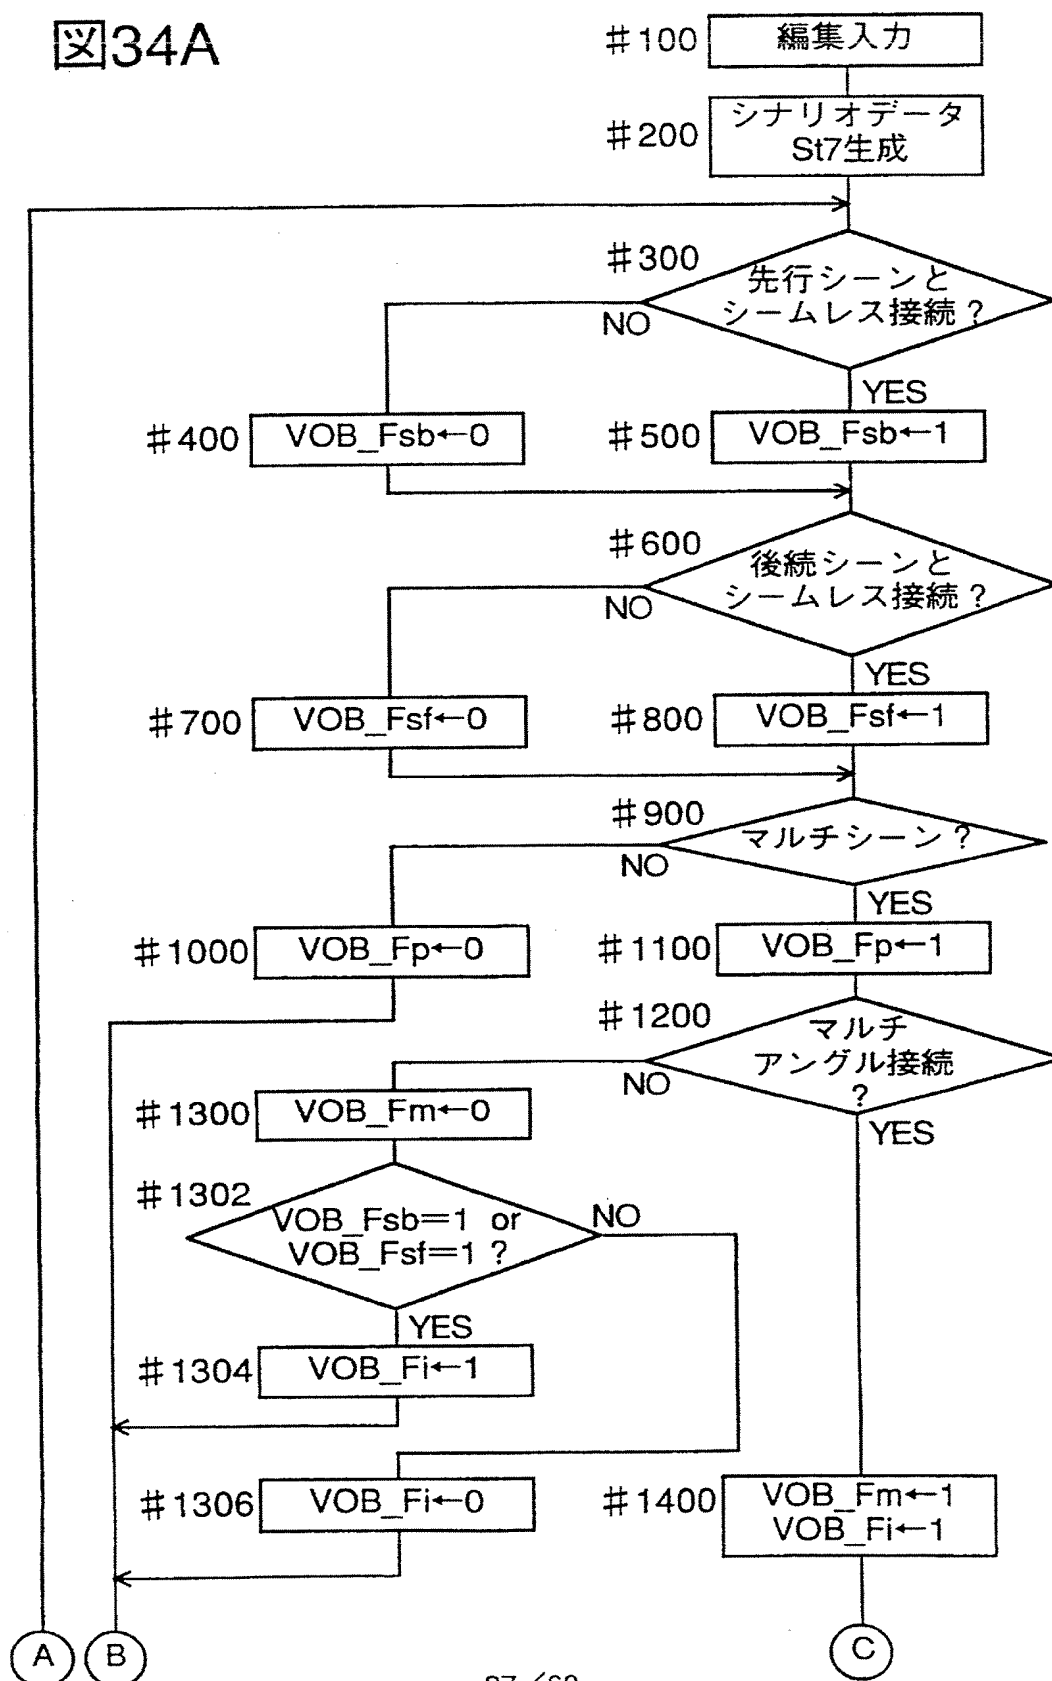 図34A
#100
編集入力
#200
シナリオデータ
St7生成
#300
先行シーンと
シームレス接続?
NO
YES
#400
VOB_Fsb←0
#500
VOB_Fsb←1
#600
後続シーンと
シームレス接続?
NO
YES
#700
VOB_Fsf←0
#800
VOB_Fsf←1
#900
マルチシーン?
NO
YES
#1000
VOB_Fp←0
#1100
VOB_Fp←1
#1200
マルチ
アングル接続
?
NO
YES
#1300
VOB_Fm←0
#1302
VOB_Fsb=1 or
VOB_Fsf=1 ?
NO
YES
#1304
VOB_Fi←1
#1306
VOB_Fi←0
#1400
VOB_Fm←1
VOB_Fi←1
A
B
C